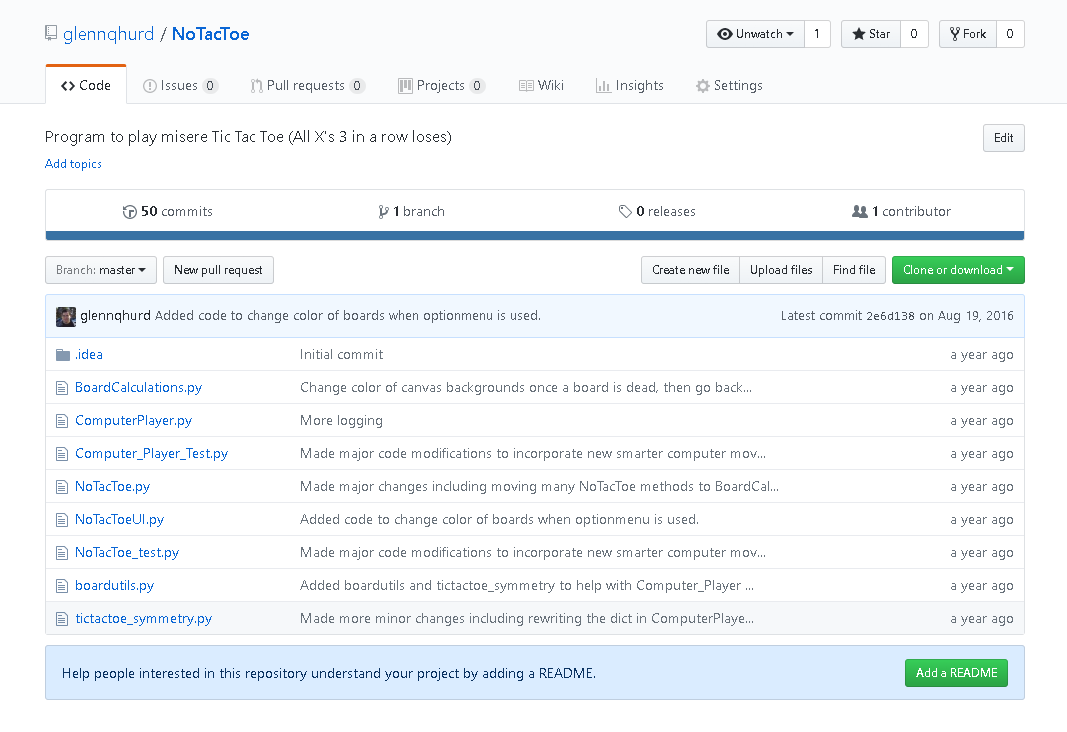 glennqhurd / NoTacToe
Unwatch 1 Star 0 Fork 0
Code Issues 0 Pull requests 0 Projects 0 Wiki Insights Settings
Program to play misere Tic Tac Toe (All X's 3 in a row loses)
Edit
Add topics
50 commits 1 branch 0 releases 1 contributor
Branch: master New pull request Create new file Upload files Find file Clone or download
glennqhurd Added code to change color of boards when optionmenu is used. Latest commit 2e6d138 on Aug 19, 2016
.idea Initial commit a year ago
BoardCalculations.py Change color of canvas backgrounds once a board is dead, then go back... a year ago
ComputerPlayer.py More logging a year ago
Computer_Player_Test.py Made major code modifications to incorporate new smarter computer mov... a year ago
NoTacToe.py Made major changes including moving many NoTacToe methods to BoardCal... a year ago
NoTacToeUI.py Added code to change color of boards when optionmenu is used. a year ago
NoTacToe_test.py Made major code modifications to incorporate new smarter computer mov... a year ago
boardutils.py Added boardutils and tictactoe_symmetry to help with Computer_Player ... a year ago
tictactoe_symmetry.py Made more minor changes including rewriting the dict in ComputerPlaye... a year ago
Help people interested in this repository understand your project by adding a README. Add a README